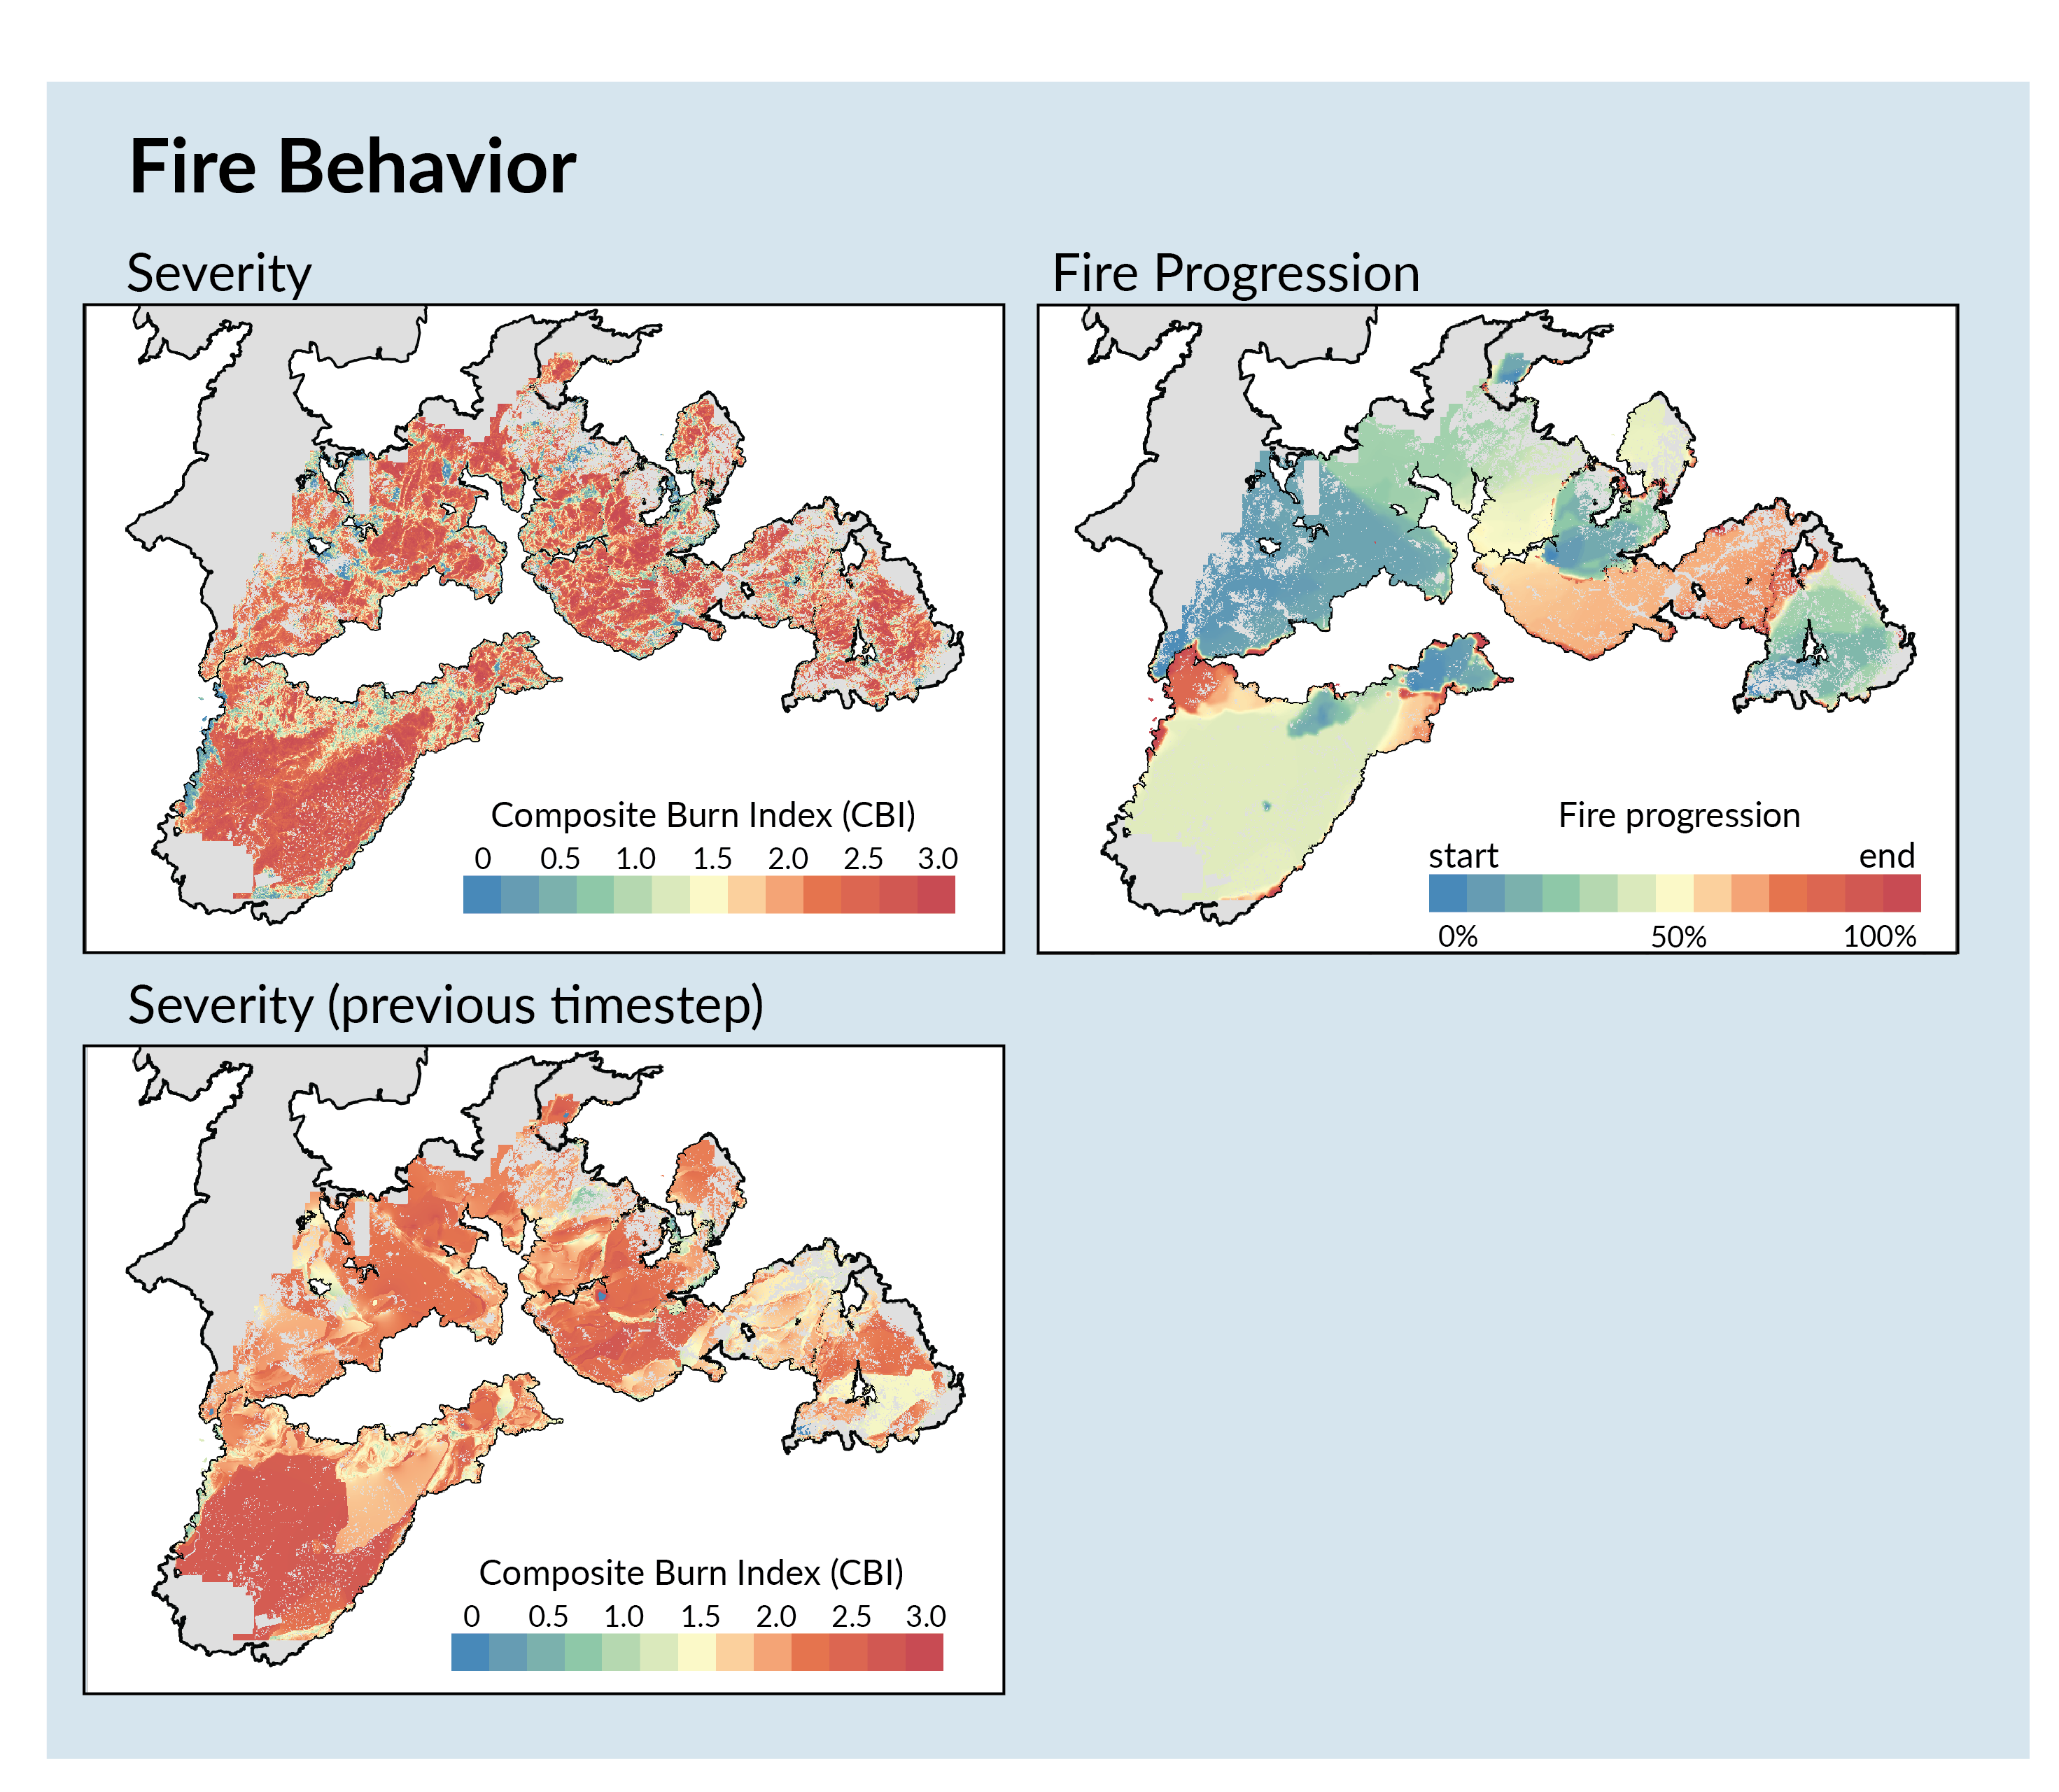 Fire Behavior
Severity
Composite Burn Index (CBI)
0 0.5 1.0 1.5 2.0 2.5 3.0
Fire Progression
Fire progression
start end
0% 50% 100%
Severity (previous timestep)
Composite Burn Index (CBI)
0 0.5 1.0 1.5 2.0 2.5 3.0